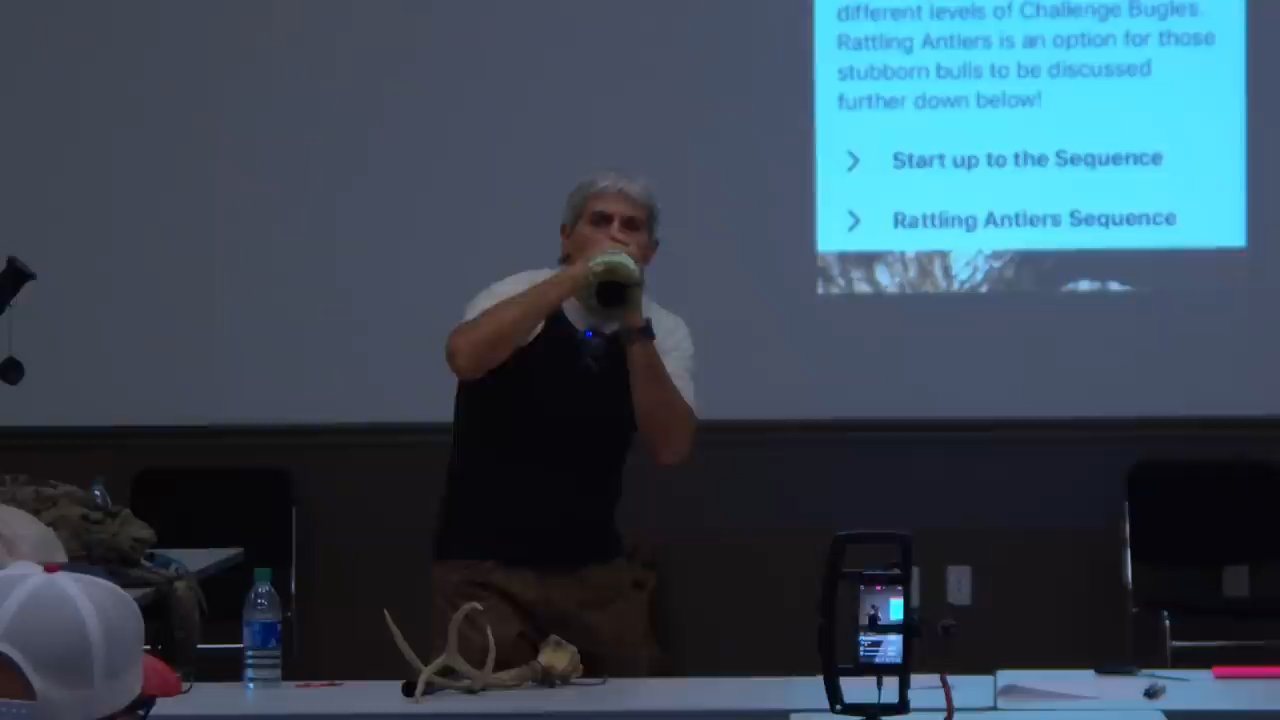 different levels of Challenge Bugles.
Rattling Antlers is an option for those
stubborn bulls to be discussed
further down below!
Start up to the Sequence
Rattling Antlers Sequence